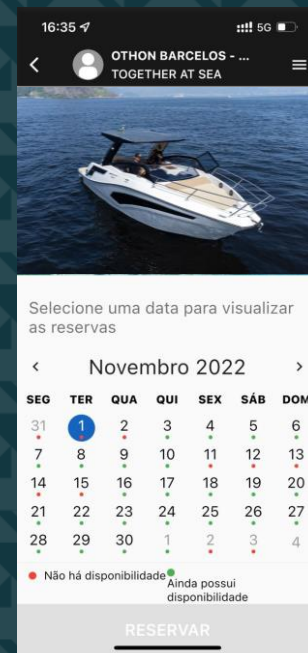 16:35 5G
OTHON BARCELOS - ...
TOGETHER AT SEA
Selecione uma data para visualizar
as reservas
< Novembro 2022 >
SEG TER QUA QUI SEX SÁB DOM
31 1 2 3 4 5 6
7 8 9 10 11 12 13
14 15 16 17 18 19 20
21 22 23 24 25 26 27
28 29 30 1 2 3 4
Não há disponibilidade
Ainda possui
disponibilidade
RESERVAR